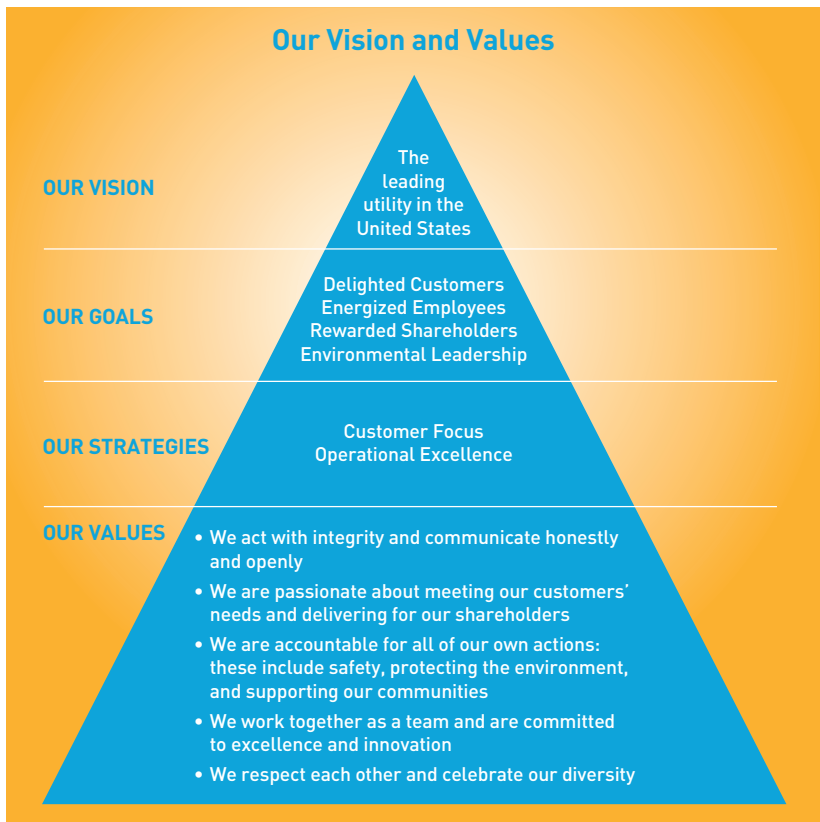 Our Vision and Values
OUR VISION
The
leading
utility in the
United States
OUR GOALS
Delighted Customers
Energized Employees
Rewarded Shareholders
Environmental Leadership
OUR STRATEGIES
Customer Focus
Operational Excellence
OUR VALUES
• We act with integrity and communicate honestly
and openly
• We are passionate about meeting our customers’
needs and delivering for our shareholders
• We are accountable for all of our own actions:
these include safety, protecting the environment,
and supporting our communities
• We work together as a team and are committed
to excellence and innovation
• We respect each other and celebrate our diversity